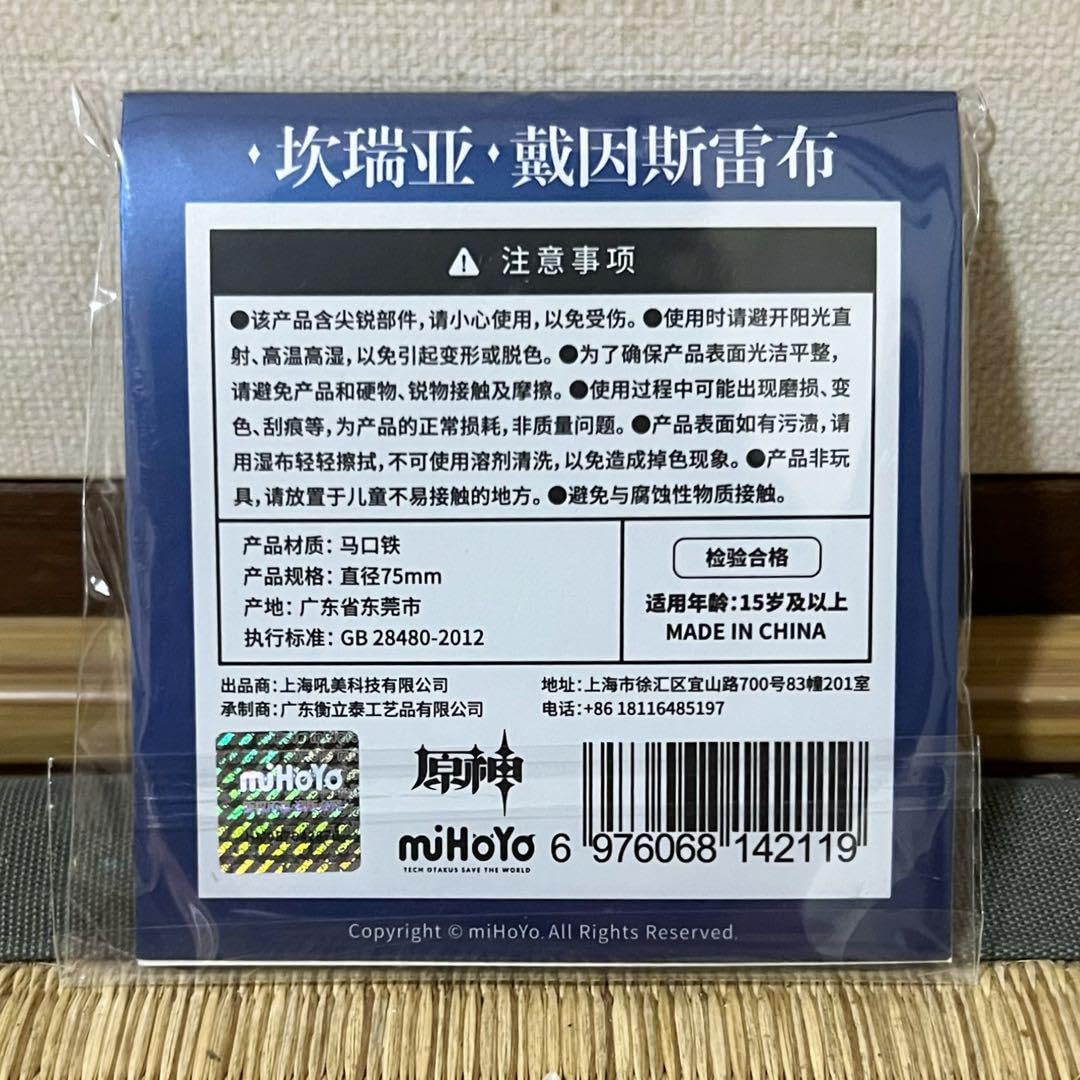 ·坎瑞亚·戴因斯雷布
注意事项
●该产品含尖锐部件,请小心使用,以免受伤。●使用时请避开阳光直
射、高温高湿,以免引起变形或脱色。●为了确保产品表面光洁平整,
请避免产品和硬物、锐物接触及摩擦。●使用过程中可能出现磨损、变
色、刮痕等,为产品的正常损耗,非质量问题。●产品表面如有污渍,请
用湿布轻轻擦拭,不可使用溶剂清洗,以免造成掉色现象。●产品非玩
具,请放置于儿童不易接触的地方。●避免与腐蚀性物质接触。
产品材质:马口铁
产品规格:直径75mm
产地:广东省东莞市
执行标准:GB 28480-2012
检验合格
适用年龄:15岁及以上
MADE IN CHINA
出品商:上海吼美科技有限公司
承制商:广东衡立泰工艺品有限公司
地址:上海市徐汇区宜山路700号83幢201室
电话:+86 18116485197
miHoYo
原神
miHoYo
TECH OTAKUS SAVE THE WORLD
6 976068 142119
Copyright © miHoYo. All Rights Reserved.